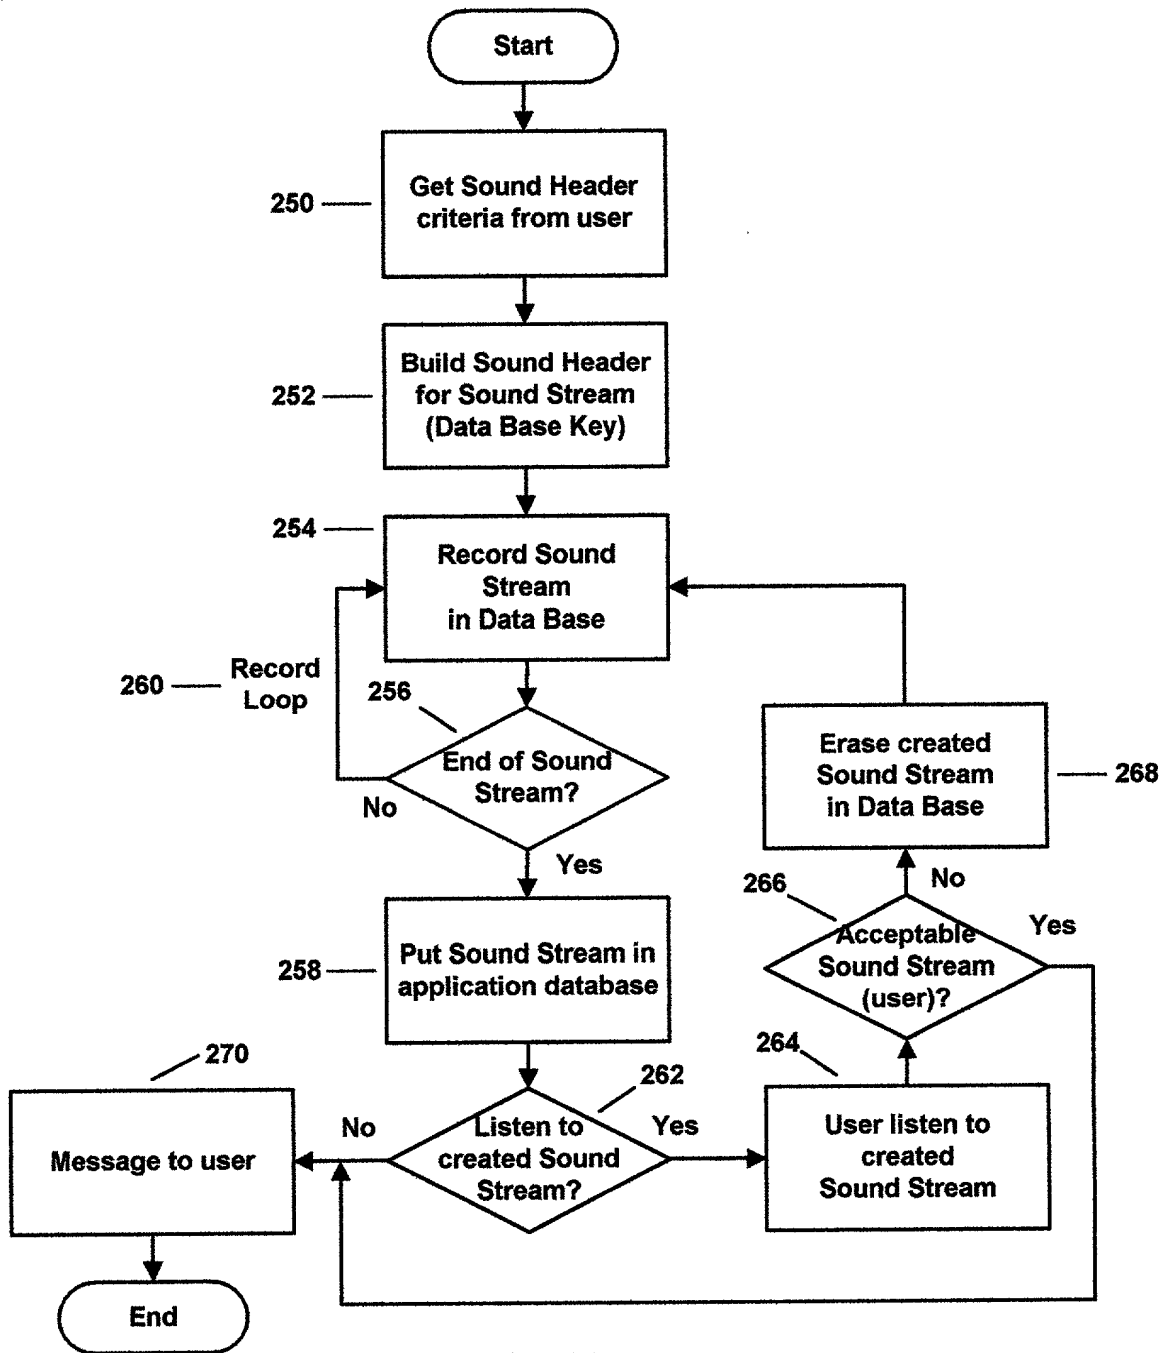 Start
250
Get Sound Header
criteria from user
252
Build Sound Header
for Sound Stream
(Data Base Key)
254
Record Sound
Stream
in Data Base
260
Record
Loop
256
End of Sound
Stream?
No
Yes
Erase created
Sound Stream
in Data Base
268
No
266
Yes
Acceptable
Sound Stream
(user)?
258
Put Sound Stream in
application database
264
User listen to
created
Sound Stream
270
262
No
Yes
Listen to
created Sound
Stream?
Message to user
End